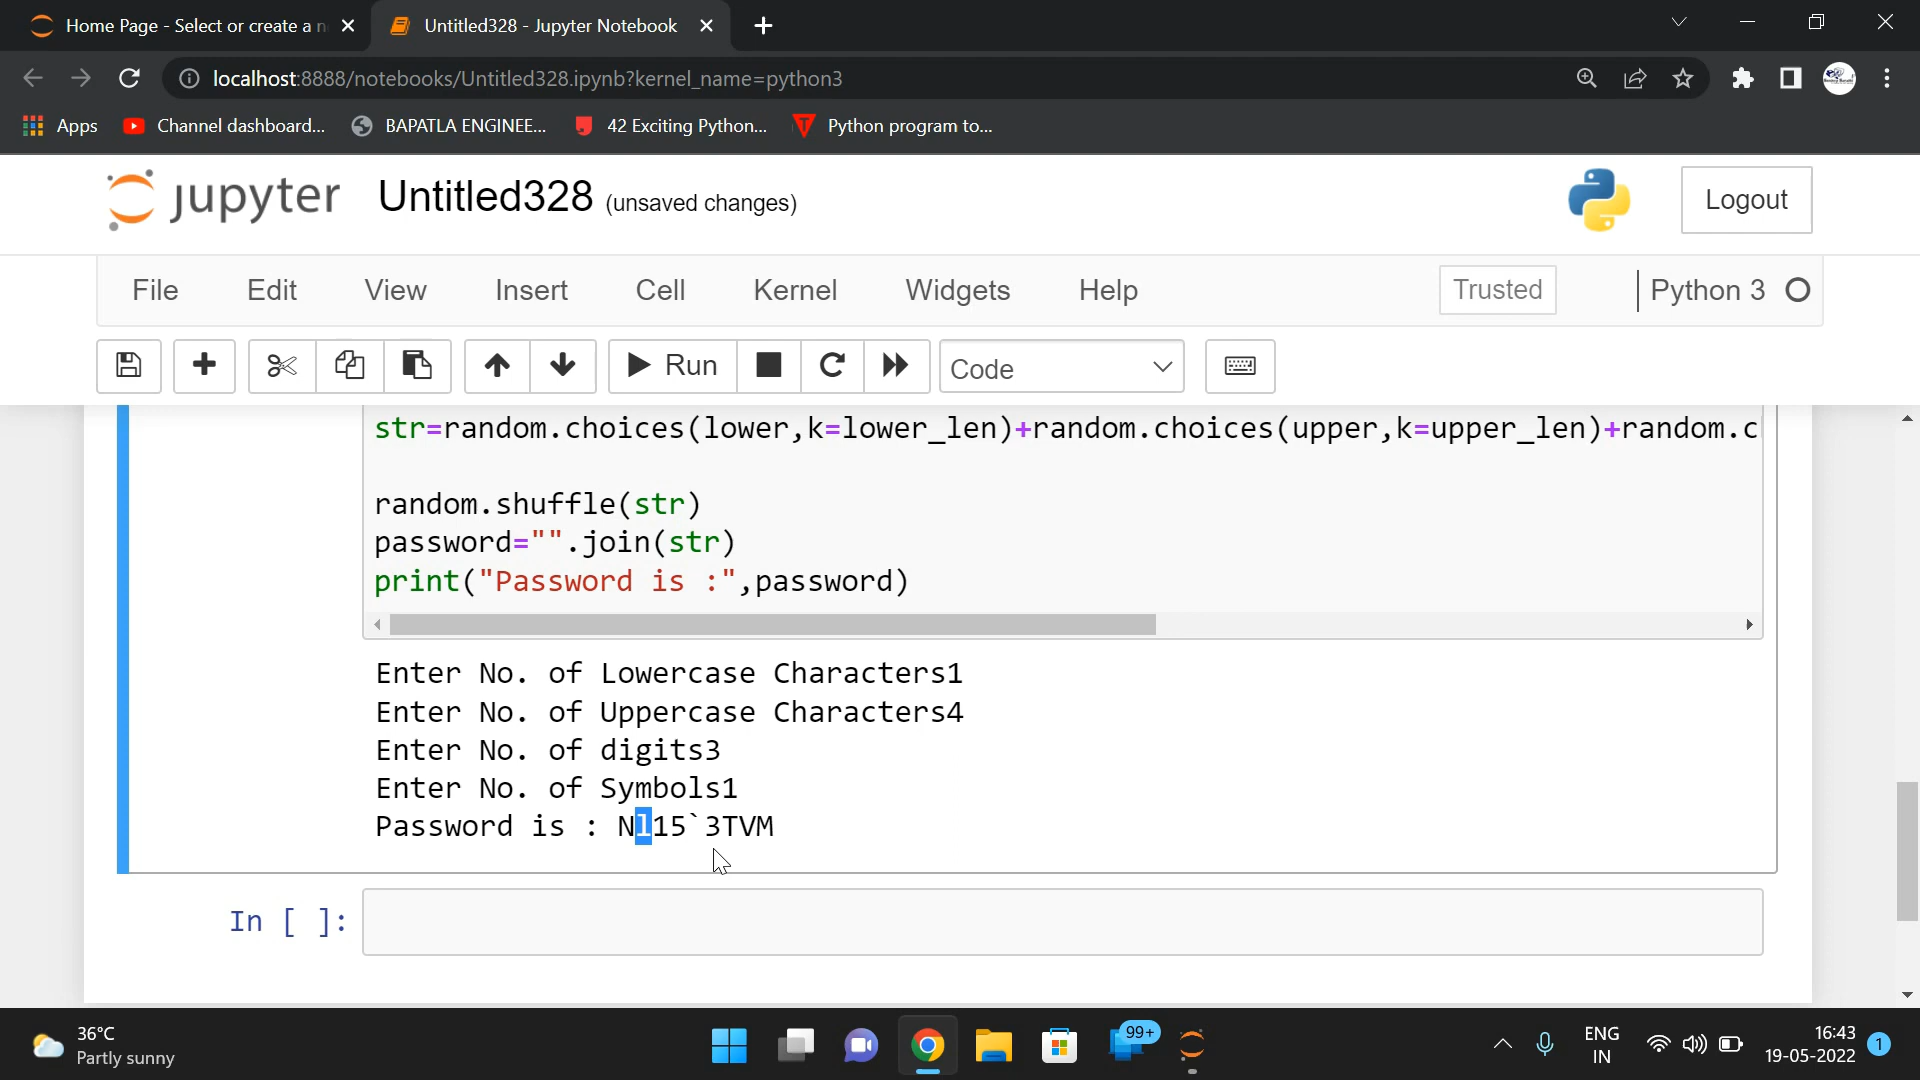 Home Page - Select or create a n
Untitled328 - Jupyter Notebook
localhost:8888/notebooks/Untitled328.ipynb?kernel_name=python3
Apps
Channel dashboard...
BAPATLA ENGINEE...
42 Exciting Python...
Python program to...
jupyter
Untitled328 (unsaved changes)
Logout
File Edit View Insert Cell Kernel Widgets Help
Trusted
Python 3
Run
Code
str=random.choices(lower,k=lower_len)+random.choices(upper,k=upper_len)+random.c
random.shuffle(str)
password="".join(str)
print("Password is :",password)
Enter No. of Lowercase Characters1
Enter No. of Uppercase Characters4
Enter No. of digits3
Enter No. of Symbols1
Password is : Nl15`3TVM
In [ ]:
36°C
Partly sunny
99+
ENG
IN
16:43
19-05-2022
1